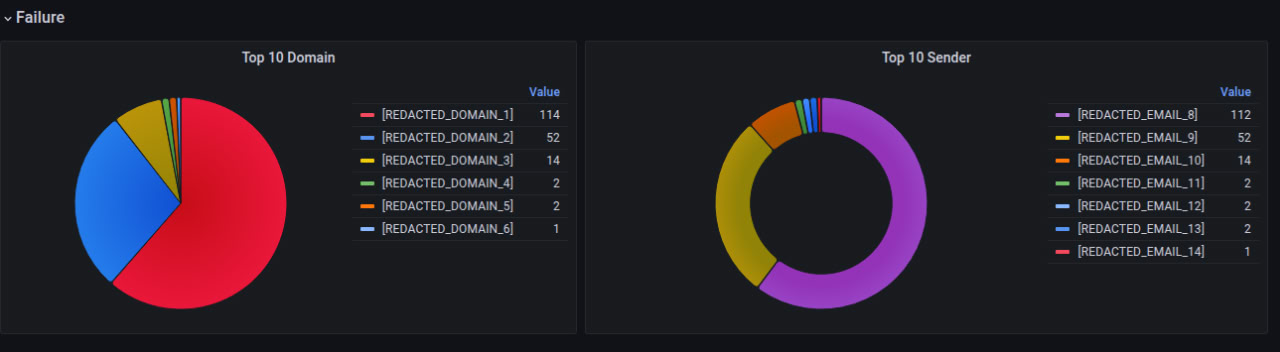 Failure
Top 10 Domain
Value
[REDACTED_DOMAIN_1] 114
[REDACTED_DOMAIN_2] 52
[REDACTED_DOMAIN_3] 14
[REDACTED_DOMAIN_4] 2
[REDACTED_DOMAIN_5] 2
[REDACTED_DOMAIN_6] 1
Top 10 Sender
Value
[REDACTED_EMAIL_8] 112
[REDACTED_EMAIL_9] 52
[REDACTED_EMAIL_10] 14
[REDACTED_EMAIL_11] 2
[REDACTED_EMAIL_12] 2
[REDACTED_EMAIL_13] 2
[REDACTED_EMAIL_14] 1